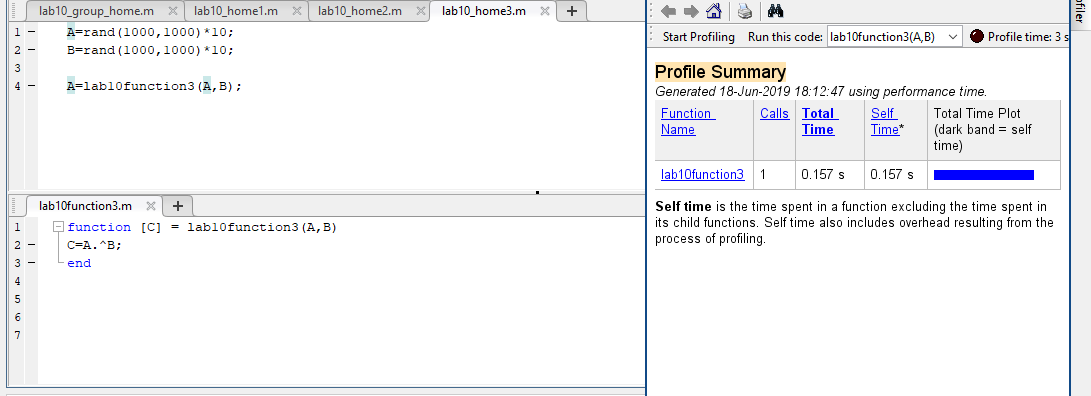 lab10_group_home.m × lab10_home1.m × lab10_home2.m × lab10_home3.m × +
1 – A=rand(1000,1000)*10;
2 – B=rand(1000,1000)*10;
3
4 – A=lab10function3(A,B);
lab10function3.m × +
1 function [C] = lab10function3(A,B)
2 – C=A.^B;
3 – end
4
5
6
7
Start Profiling Run this code: lab10function3(A,B) Profile time: 3 s
Profile Summary
Generated 18-Jun-2019 18:12:47 using performance time.
Function Name Calls Total Time Self Time* Total Time Plot (dark band = self time)
lab10function3 1 0.157 s 0.157 s
Self time is the time spent in a function excluding the time spent in
its child functions. Self time also includes overhead resulting from the
process of profiling.
filer